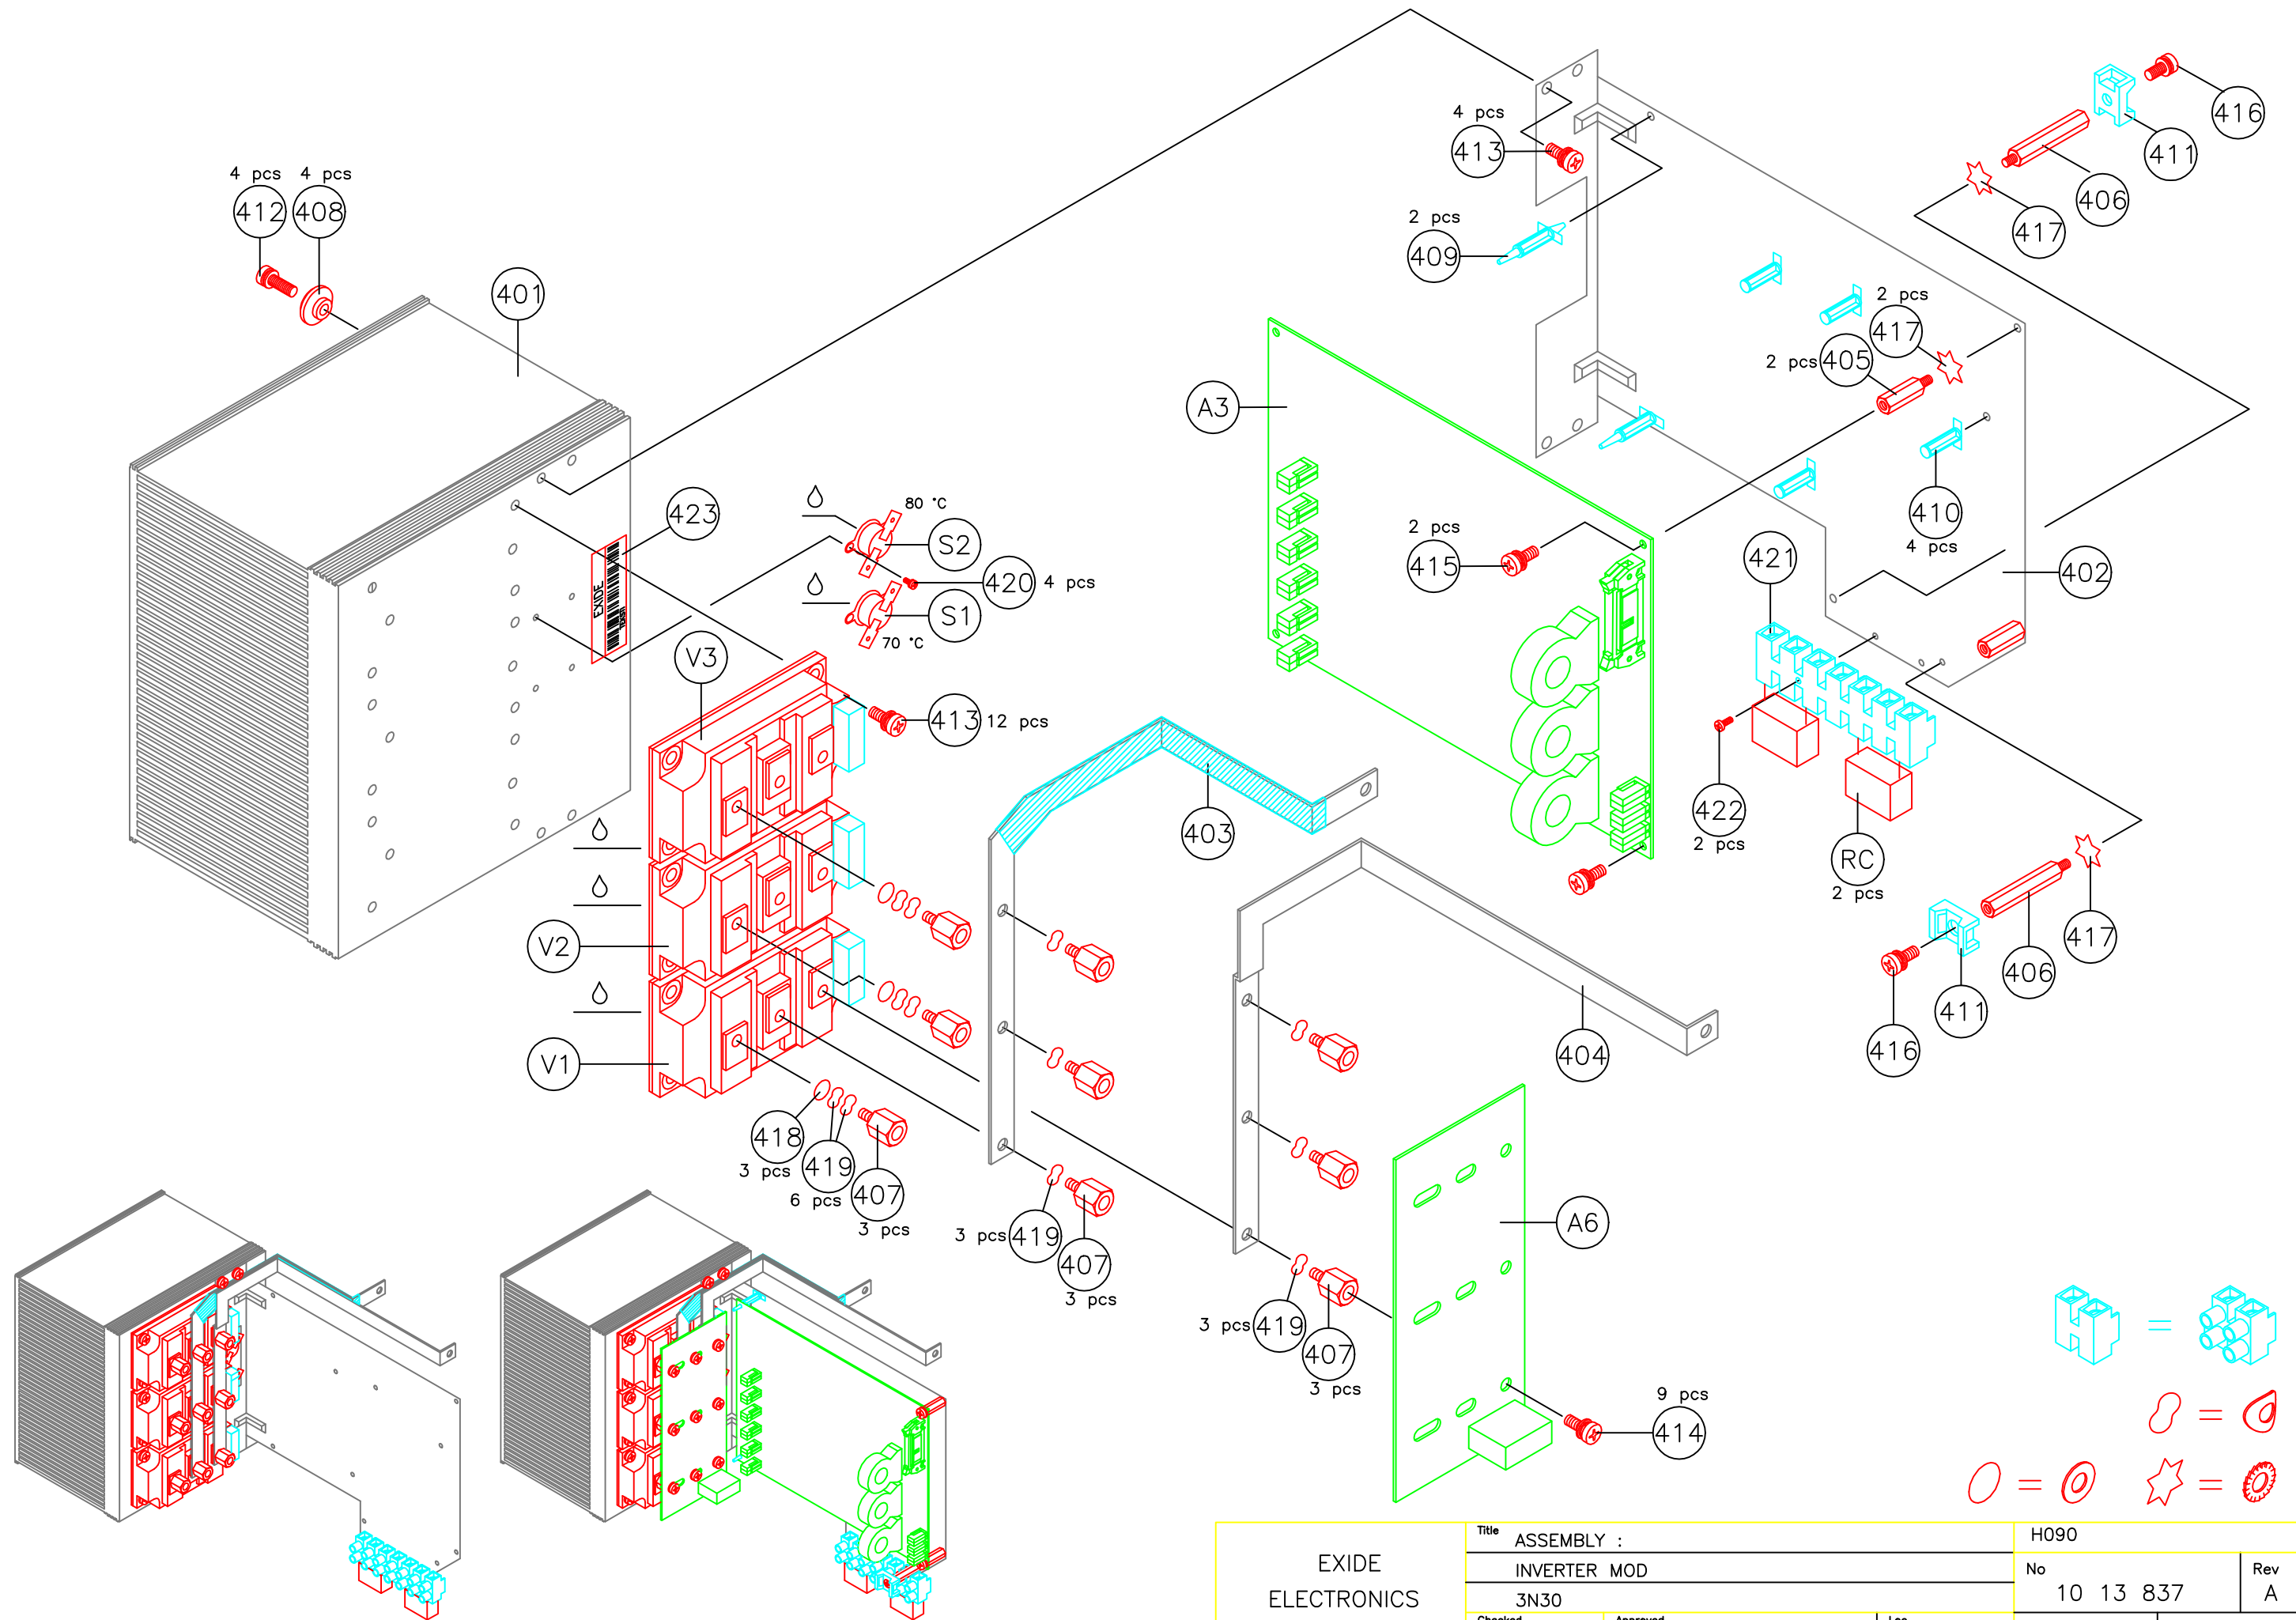 4 pcs
413
416
411
406
417
4 pcs 4 pcs
412 408
2 pcs
409
401
2 pcs
417
2 pcs 405
A3
423
80 °C
S2
420 4 pcs
S1
70 °C
EXIDE
2 pcs
415
410
4 pcs
421
402
V3
413 12 pcs
403
422
2 pcs
RC
2 pcs
V2
V1
404
406
417
411
416
418
3 pcs
419
6 pcs
407
3 pcs
3 pcs 419
407
3 pcs
A6
3 pcs 419
407
3 pcs
9 pcs
414
=
=
= =
EXIDE
ELECTRONICS
Title ASSEMBLY :
INVERTER MOD
3N30
H090
No
10 13 837
Rev
A
Checked Approved